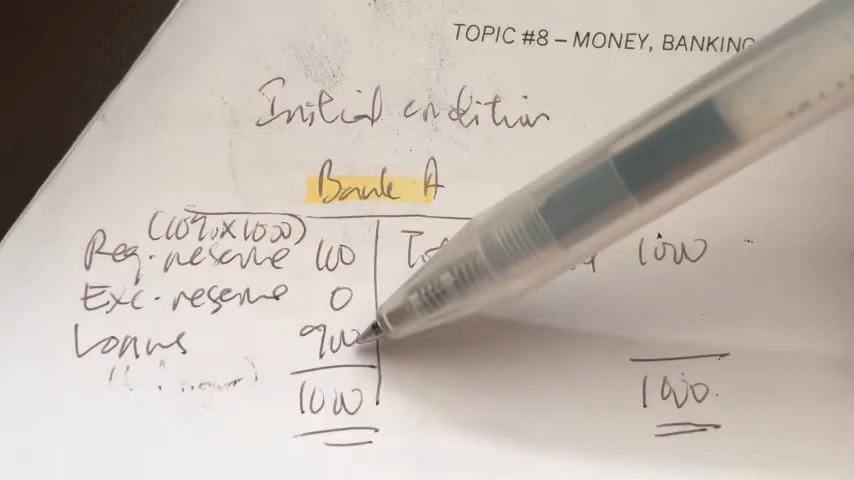 TOPIC #8 – MONEY, BANKING
Initial condition
Bank A
(10% x 1000)
Req. reserve 100 1000
Exc. reserve 0
Loans 900
1000 1000